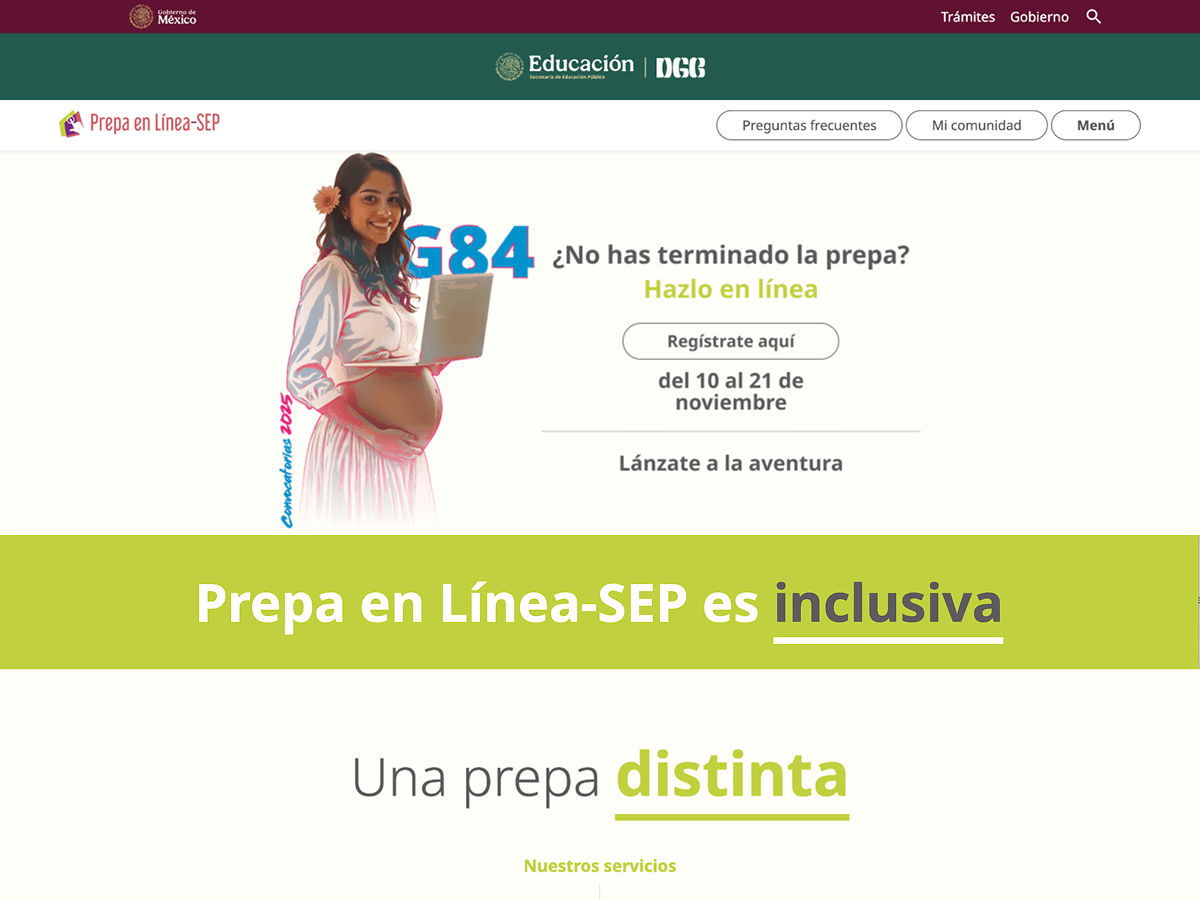 Gobierno de
México
Trámites Gobierno
Educación
Secretaría de Educación Pública
DGB
Prepa en Línea-SEP
Preguntas frecuentes
Mi comunidad
Menú
G84
Convocatorias 2025
¿No has terminado la prepa?
Hazlo en línea
Regístrate aquí
del 10 al 21 de
noviembre
Lánzate a la aventura
Prepa en Línea-SEP es inclusiva
Una prepa distinta
Nuestros servicios